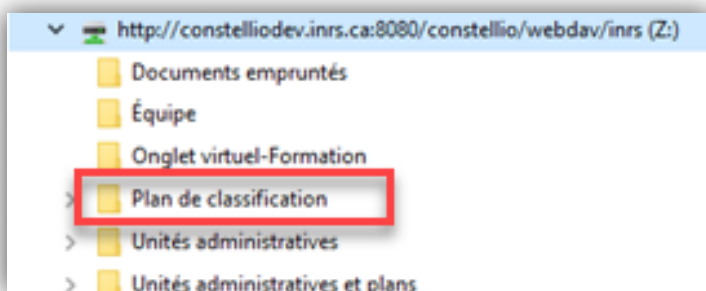 http://constelliodev.inrs.ca:8080/constellio/webdav/inrs (Z:)
Documents empruntés
Équipe
Onglet virtuel-Formation
Plan de classification
Unités administratives
Unités administratives et plans